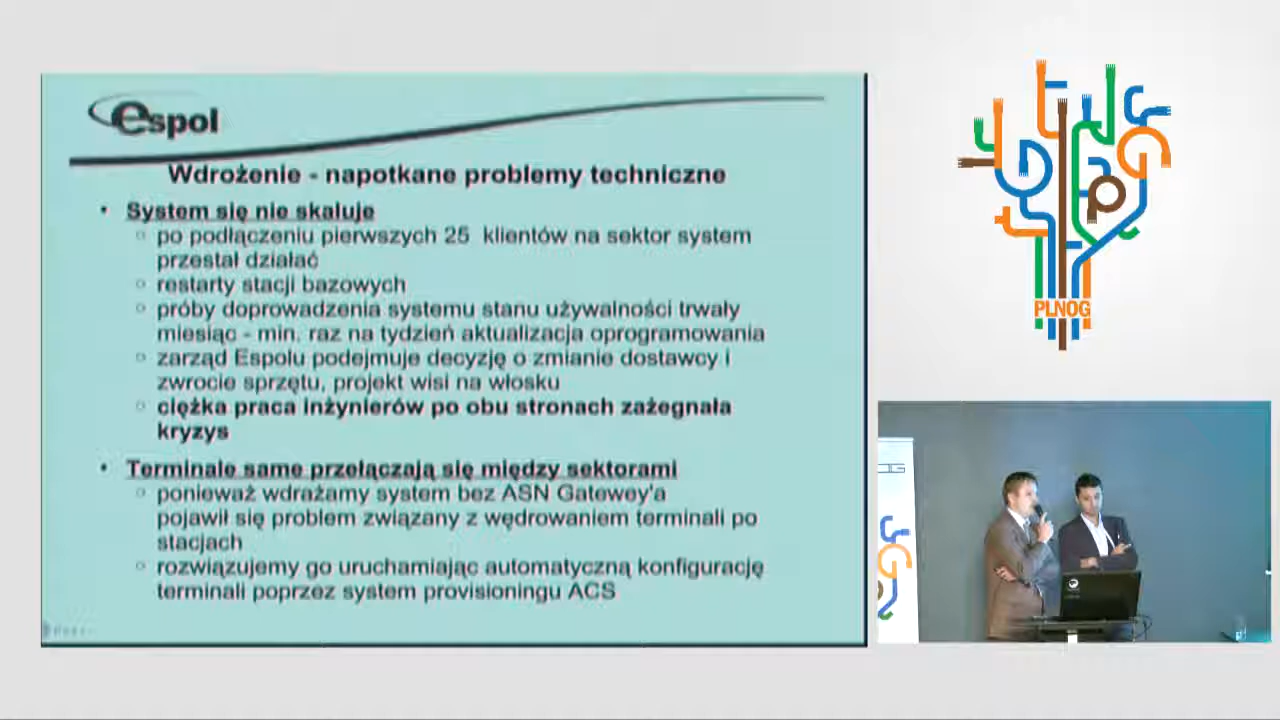 espol
Wdrożenie - napotkane problemy techniczne
• System się nie skaluje
○ po podłączeniu pierwszych 25 klientów na sektor system
przestał działać
○ restarty stacji bazowych
○ próby doprowadzenia systemu stanu używalności trwały
miesiąc - min. raz na tydzień aktualizacja oprogramowania
○ zarząd Espolu podejmuje decyzję o zmianie dostawcy i
zwrocie sprzętu, projekt wisi na włosku
○ ciężka praca inżynierów po obu stronach zażegnała
kryzys
• Terminale same przełączają się między sektorami
○ ponieważ wdrażamy system bez ASN Gatewey'a
pojawił się problem związany z wędrowaniem terminali po
stacjach
○ rozwiązujemy go uruchamiając automatyczną konfigurację
terminali poprzez system provisioningu ACS
PLNOG